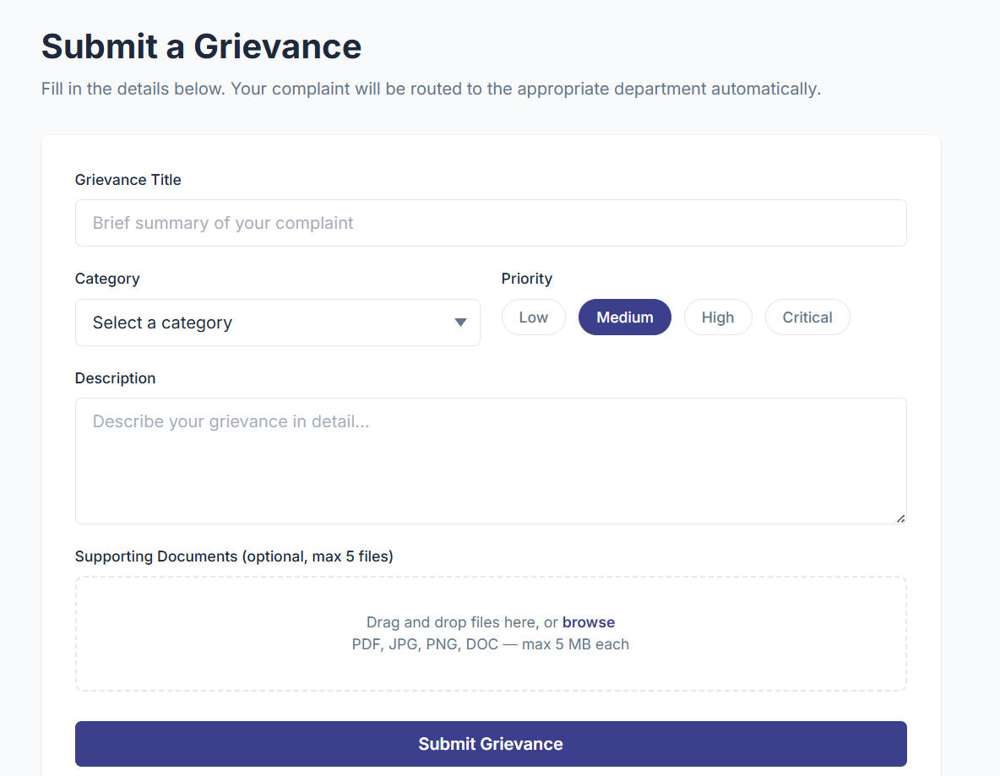 Submit a Grievance
Fill in the details below. Your complaint will be routed to the appropriate department automatically.
Grievance Title
Brief summary of your complaint
Category
Priority
Select a category
Low
Medium
High
Critical
Description
Describe your grievance in detail...
Supporting Documents (optional, max 5 files)
Drag and drop files here, or browse
PDF, JPG, PNG, DOC — max 5 MB each
Submit Grievance